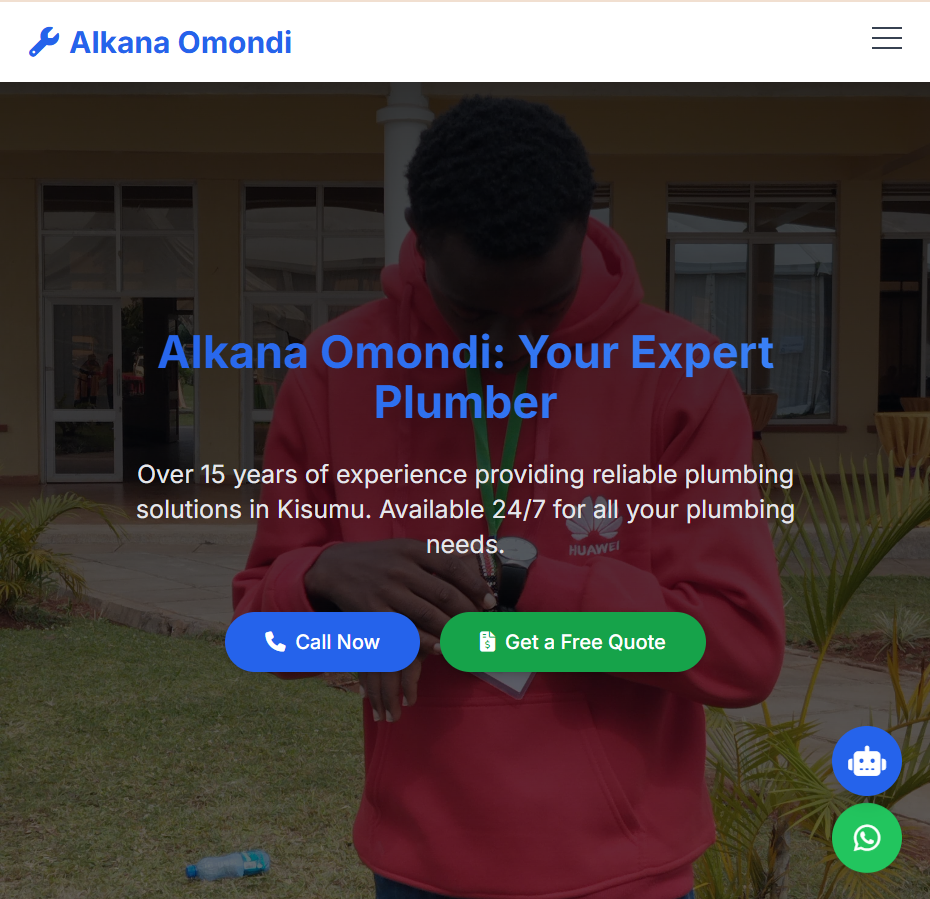 Alkana Omondi
Alkana Omondi: Your Expert
Plumber
Over 15 years of experience providing reliable plumbing
solutions in Kisumu. Available 24/7 for all your plumbing
needs.
HUAWEI
Call Now
Get a Free Quote